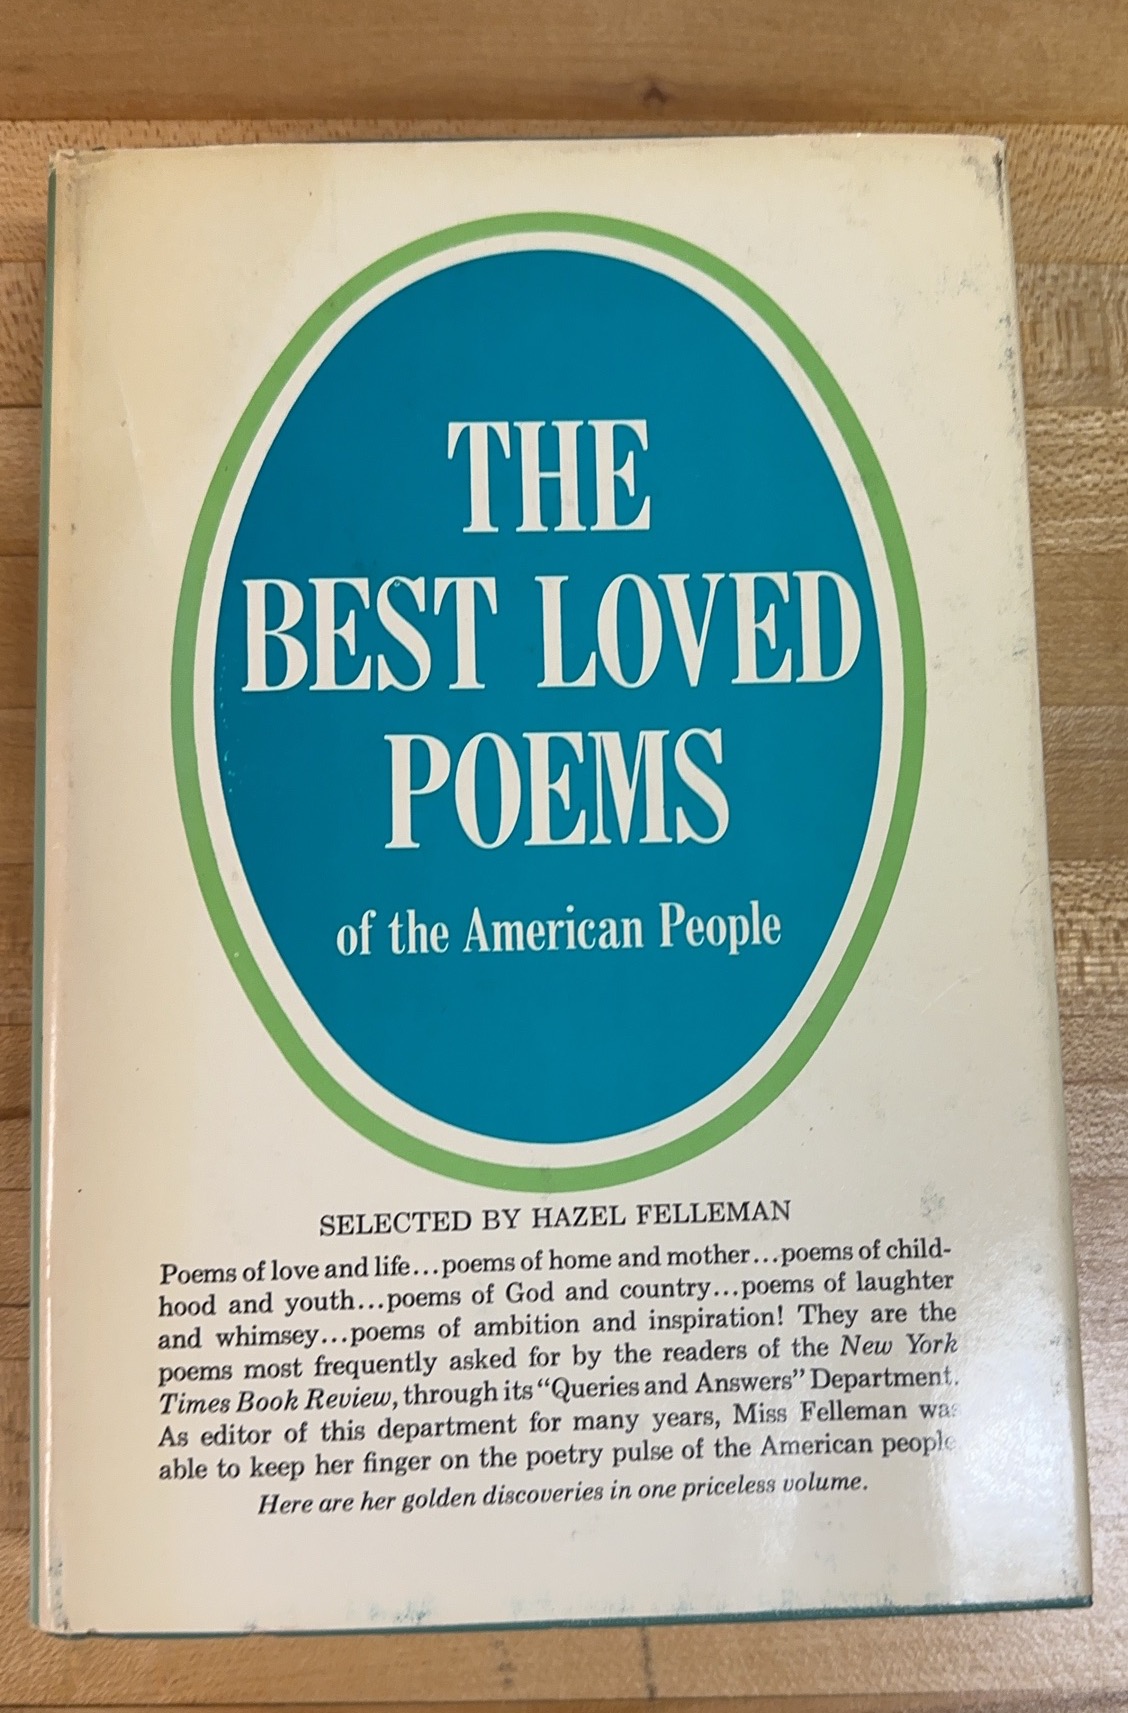 THE
BEST LOVED
POEMS
of the American People
SELECTED BY HAZEL FELLEMAN
Poems of love and life...poems of home and mother...poems of child-
hood and youth...poems of God and country...poems of laughter
and whimsey...poems of ambition and inspiration! They are the
poems most frequently asked for by the readers of the New York
Times Book Review, through its "Queries and Answers" Department.
As editor of this department for many years, Miss Felleman was
able to keep her finger on the poetry pulse of the American people
Here are her golden discoveries in one priceless volume.